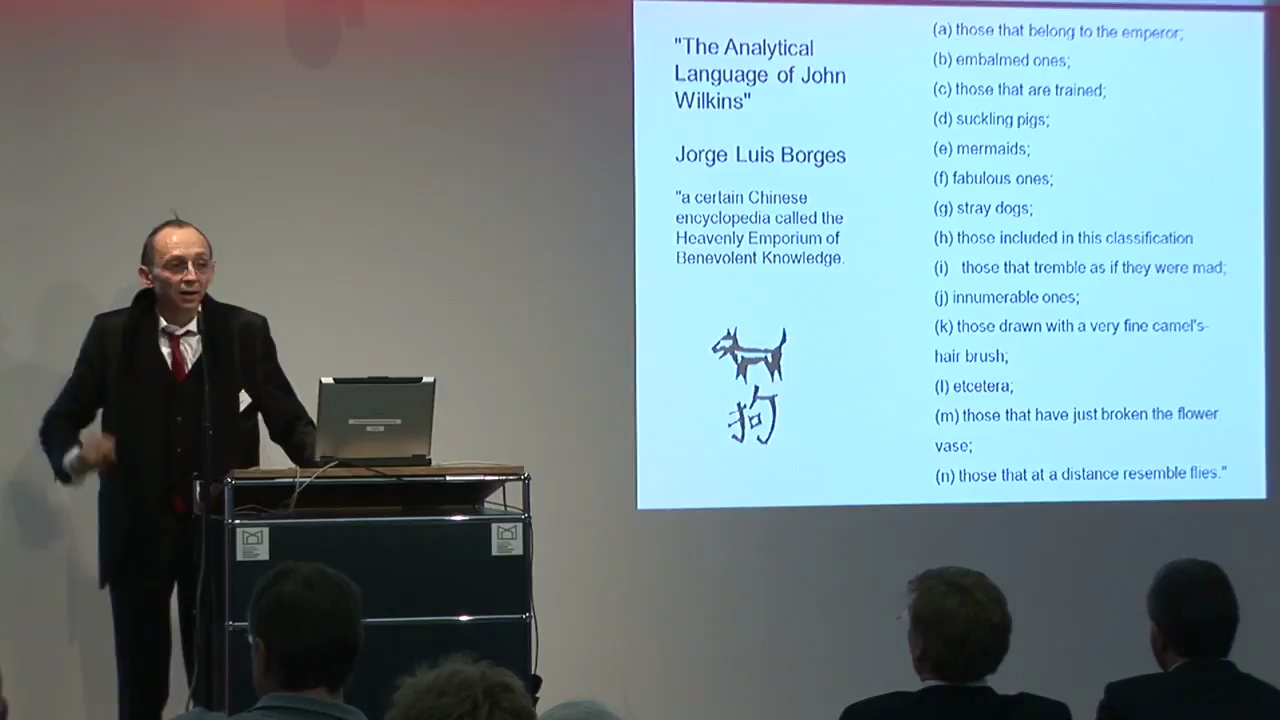 "The Analytical
Language of John
Wilkins"
Jorge Luis Borges
"a certain Chinese
encyclopedia called the
Heavenly Emporium of
Benevolent Knowledge.
狗
(a) those that belong to the emperor;
(b) embalmed ones;
(c) those that are trained;
(d) suckling pigs;
(e) mermaids;
(f) fabulous ones;
(g) stray dogs;
(h) those included in this classification
(i) those that tremble as if they were mad;
(j) innumerable ones;
(k) those drawn with a very fine camel's-
hair brush;
(l) etcetera;
(m) those that have just broken the flower
vase;
(n) those that at a distance resemble flies."